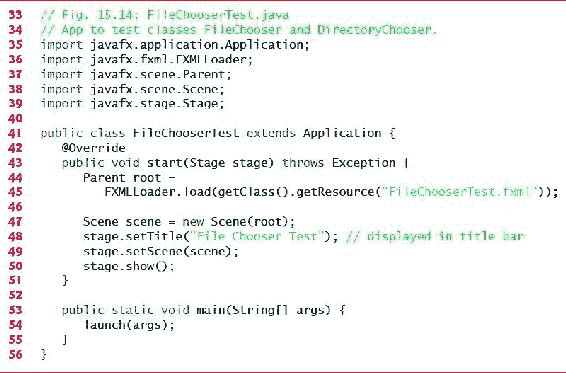 33 // Fig. 15.14: FileChooserTest.java
34 // App to test classes FileChooser and DirectoryChooser.
35 import javafx.application.Application;
36 import javafx.fxml.FXMLLoader;
37 import javafx.scene.Parent;
38 import javafx.scene.Scene;
39 import javafx.stage.Stage;
40
41 public class FileChooserTest extends Application {
42 @Override
43 public void start(Stage stage) throws Exception {
44 Parent root =
45 FXMLLoader.load(getClass().getResource("FileChooserTest.fxml"));
46
47 Scene scene = new Scene(root);
48 stage.setTitle("File Chooser Test"); // displayed in title bar
49 stage.setScene(scene);
50 stage.show();
51 }
52
53 public static void main(String[] args) {
54 launch(args);
55 }
56 }